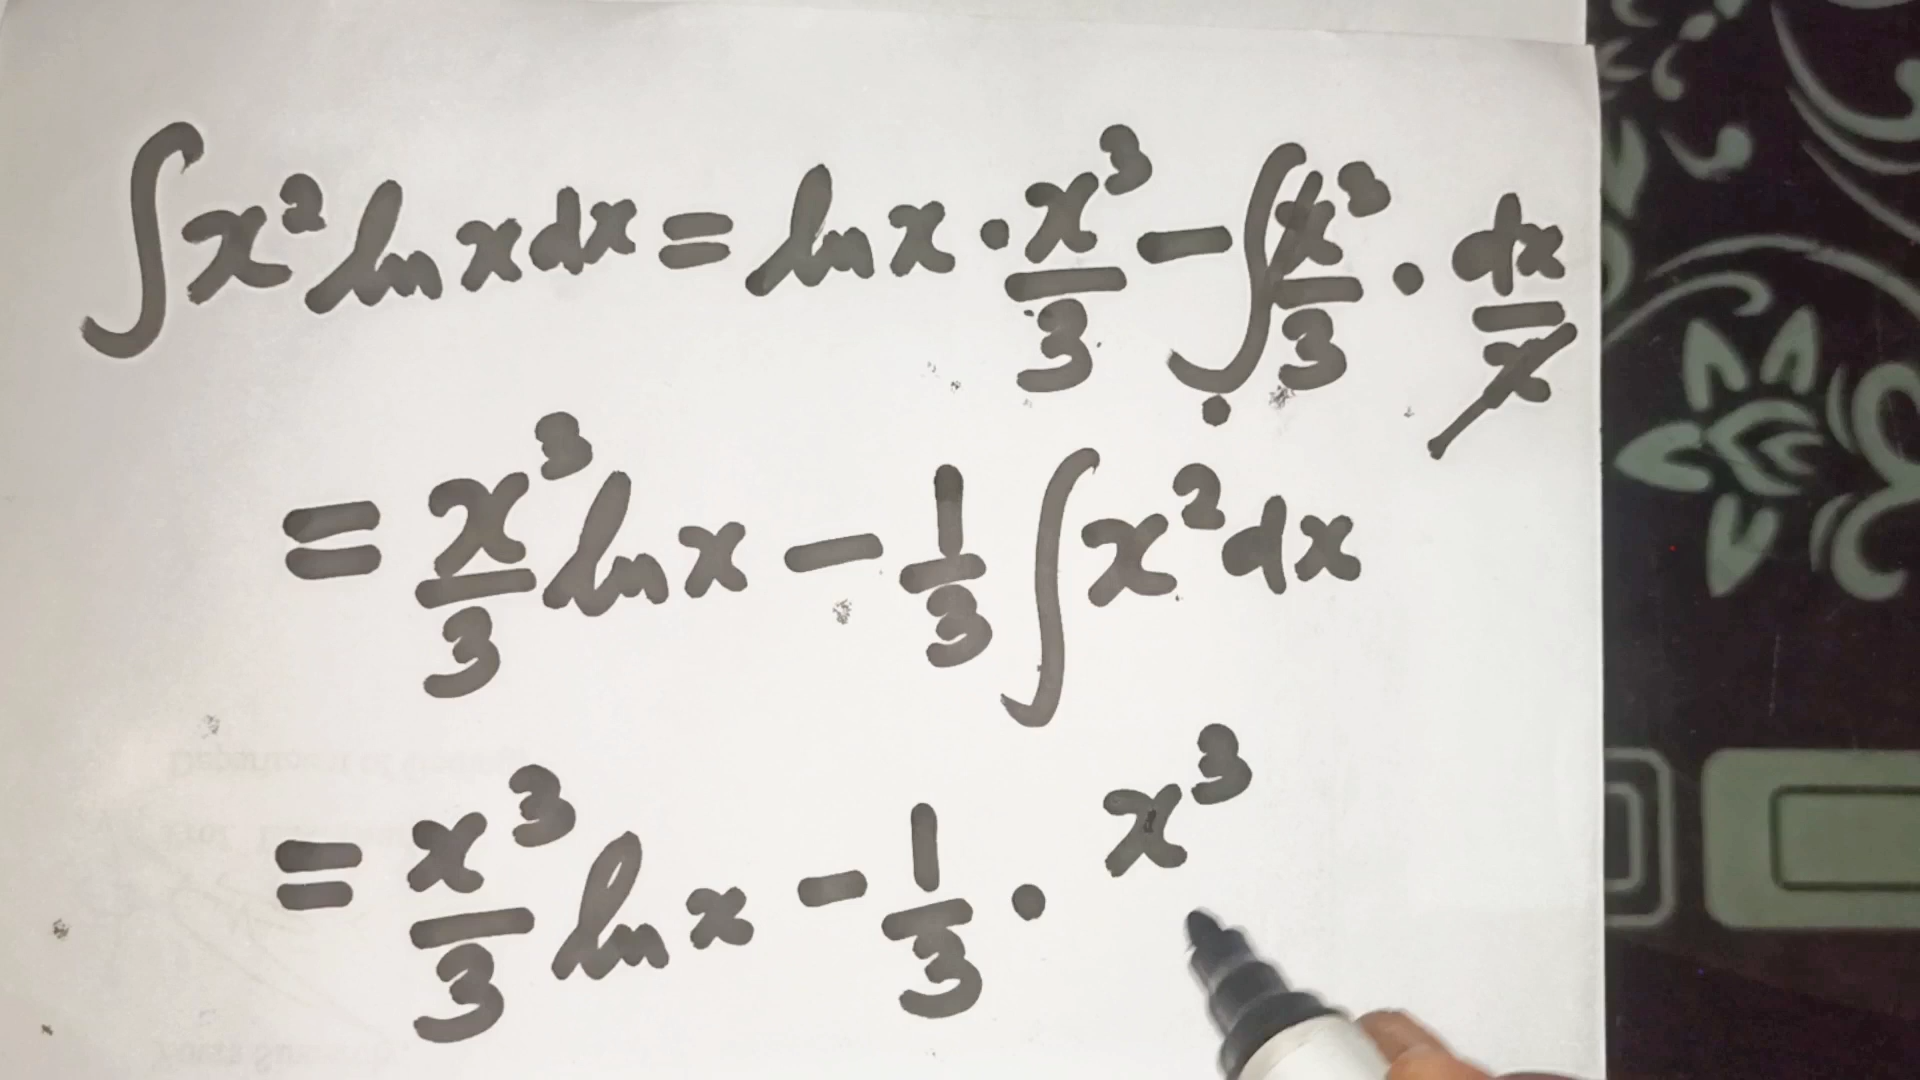 ∫x² ln x dx = ln x · x³/3 − ∫x³/3 · dx/x
= x³/3 ln x − 1/3 ∫x² dx
= x³/3 ln x − 1/3 · x³